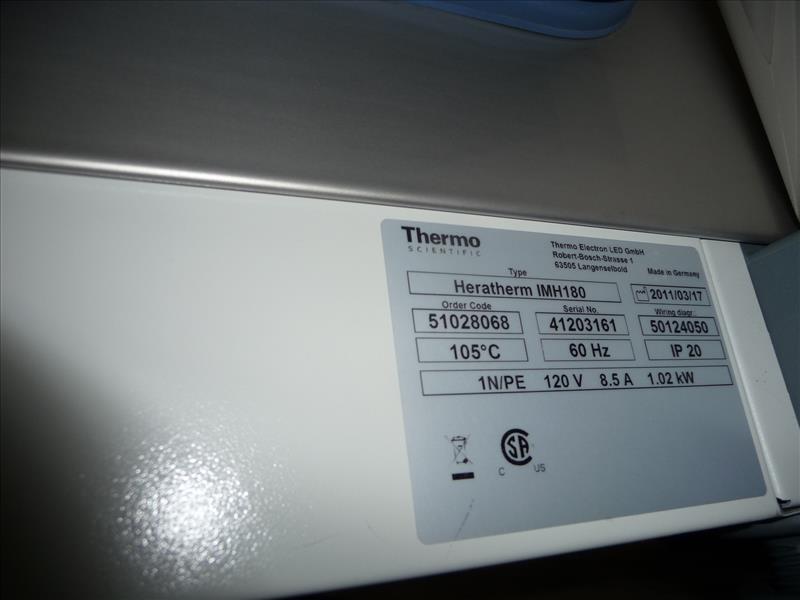 Thermo
SCIENTIFIC
Thermo Electron LED GmbH
Robert-Bosch-Strasse 1
63505 Langenselbold
Made in Germany
Type
Heratherm IMH180
2011/03/17
Order Code
Serial No.
Wiring diagr.
51028068
41203161
50124050
105°C
60 Hz
IP 20
1N/PE 120 V 8.5 A 1.02 kW
CSA
C US